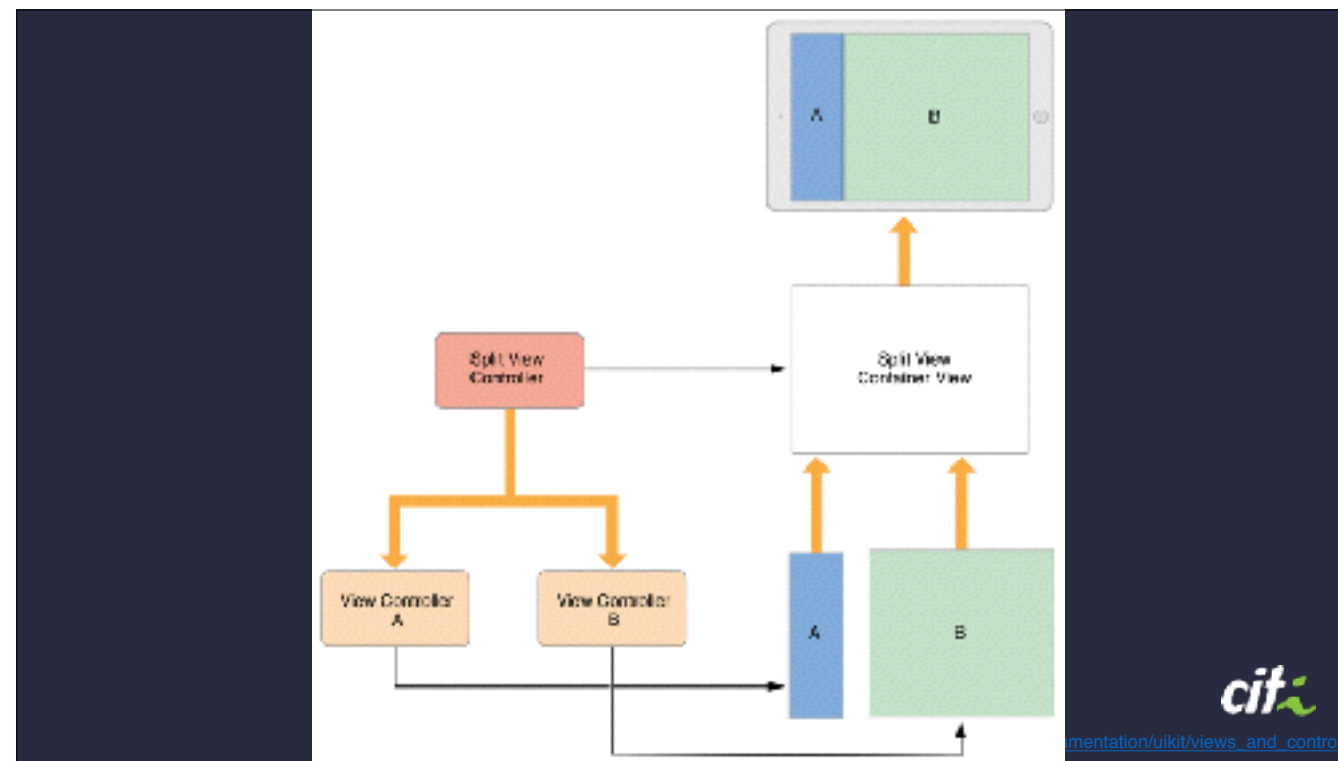 A
B
Split View
Controller
Split View
Container View
View Controller
A
View Controller
B
A
B
citi
mentation/uikit/views_and_contro